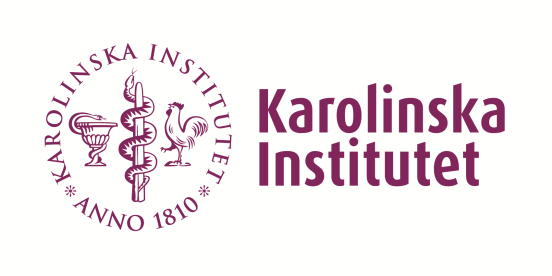 KAROLINSKA INSTITUTET
* ANNO 1810 *
Karolinska
Institutet